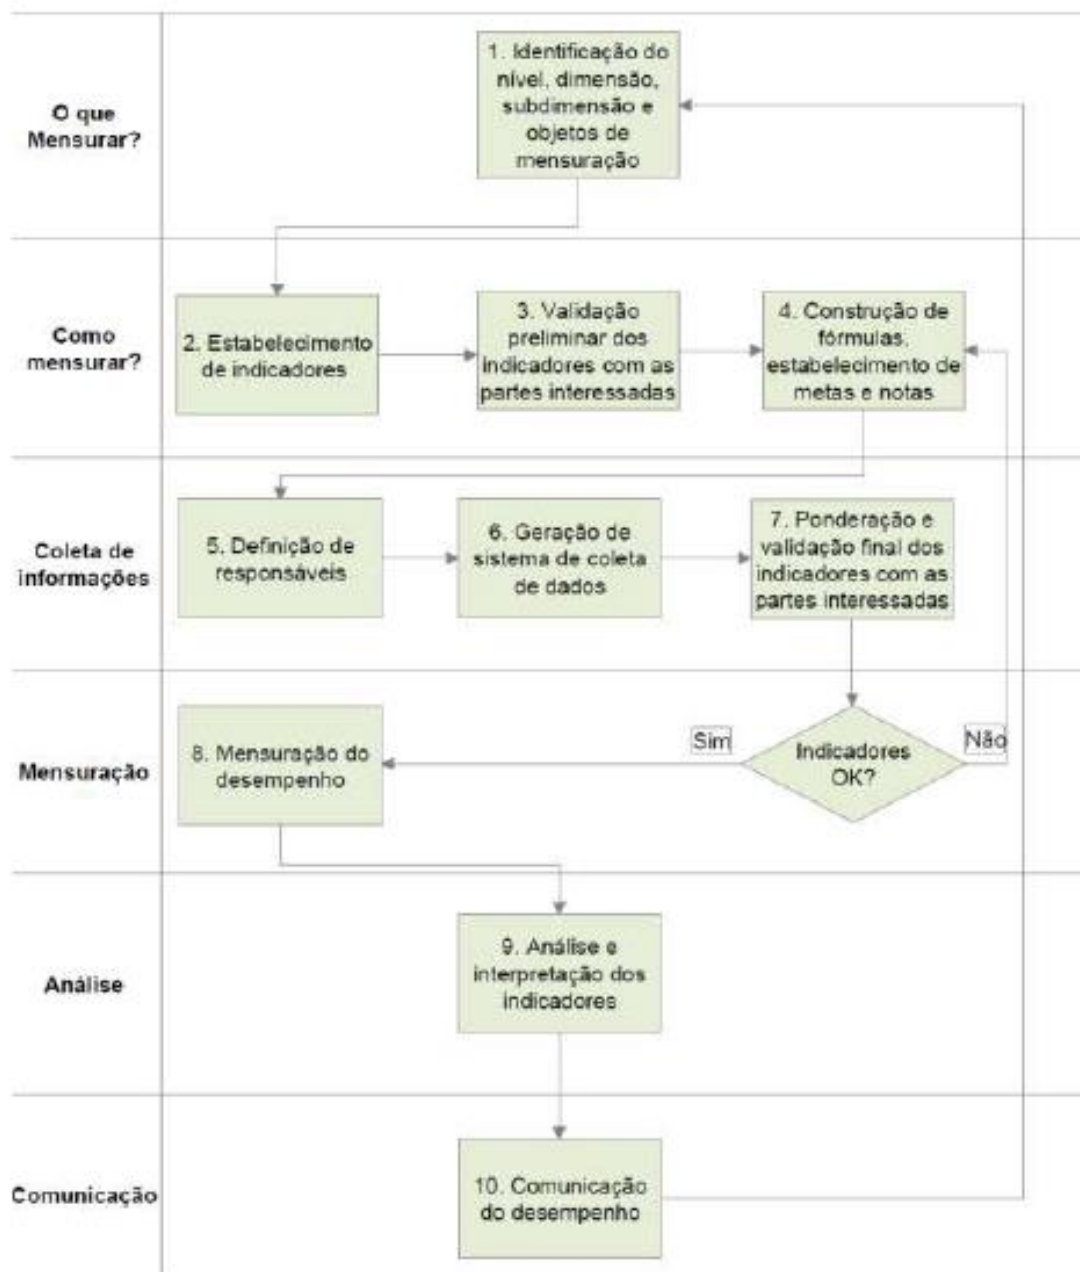 O que
Mensurar?
1. Identificação do
nível, dimensão,
subdimensão e
objetos de
mensuração
Como
mensurar?
2. Estabelecimento
de indicadores
3. Validação
preliminar dos
indicadores com as
partes interessadas
4. Construção de
fórmulas,
estabelecimento de
metas e notas
Coleta de
informações
5. Definição de
responsáveis
6. Geração de
sistema de coleta
de dados
7. Ponderação e
validação final dos
indicadores com as
partes interessadas
Mensuração
8. Mensuração do
desempenho
Sim
Indicadores
OK?
Não
Análise
9. Análise e
interpretação dos
indicadores
Comunicação
10. Comunicação
do desempenho